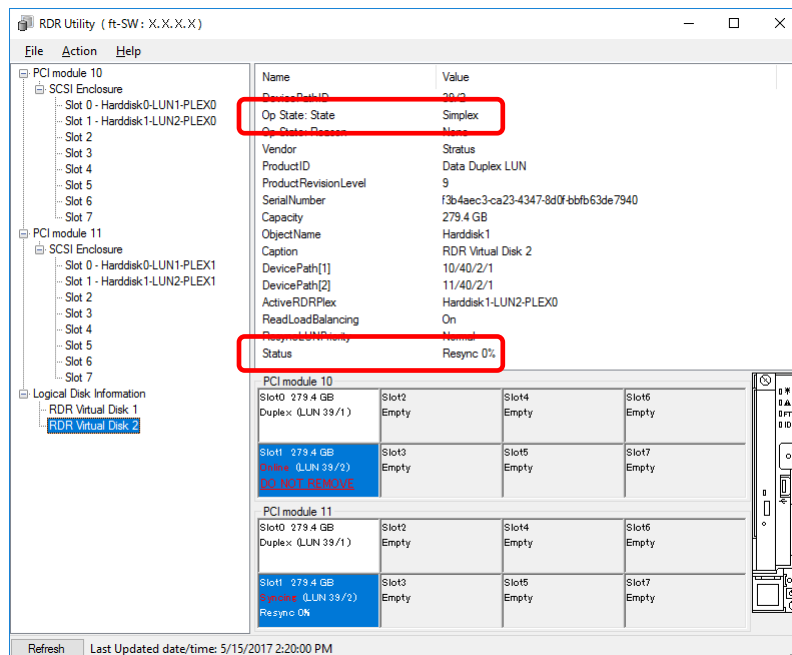 RDR Utility ( ft-SW: X.X.X.X )
File Action Help
PCI module 10
SCSI Enclosure
Slot 0 - Harddisk0-LUN1-PLEX0
Slot 1 - Harddisk1-LUN2-PLEX0
Slot 2
Slot 3
Slot 4
Slot 5
Slot 6
Slot 7
PCI module 11
SCSI Enclosure
Slot 0 - Harddisk0-LUN1-PLEX1
Slot 1 - Harddisk1-LUN2-PLEX1
Slot 2
Slot 3
Slot 4
Slot 5
Slot 6
Slot 7
Logical Disk Information
RDR Virtual Disk 1
RDR Virtual Disk 2
Name Value
DevicePathID 39/2
Op State: State Simplex
Op State: Reason None
Vendor Stratus
ProductID Data Duplex LUN
ProductRevisionLevel 9
SerialNumber f3b4aec3-ca23-4347-8d0f-bbfb63de7940
Capacity 279.4 GB
ObjectName Harddisk1
Caption RDR Virtual Disk 2
DevicePath[1] 10/40/2/1
DevicePath[2] 11/40/2/1
ActiveRDRPlex Harddisk1-LUN2-PLEX0
ReadLoadBalancing On
ResyncLUNPriority Normal
Status Resync 0%
PCI module 10
Slot0 279.4 GB Slot2 Slot4 Slot6
Duplex (LUN 39/1) Empty Empty Empty
Slot1 279.4 GB Slot3 Slot5 Slot7
Online (LUN 39/2) Empty Empty Empty
DO NOT REMOVE
PCI module 11
Slot0 279.4 GB Slot2 Slot4 Slot6
Duplex (LUN 39/1) Empty Empty Empty
Slot1 279.4 GB Slot3 Slot5 Slot7
Syncing (LUN 39/2) Empty Empty Empty
Resync 0%
FT
ID
Refresh Last Updated date/time: 5/15/2017 2:20:00 PM